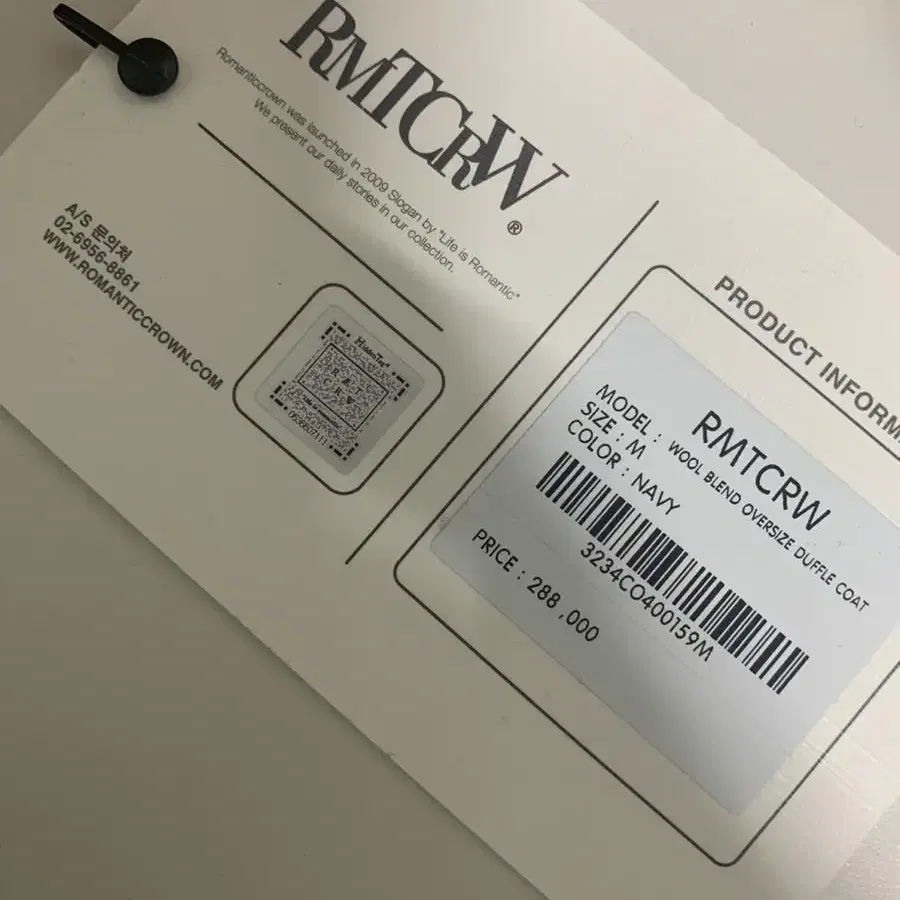 RMTCRW®
Romanticcrown was launched in 2009 Slogan by "Life is Romantic"
We present our daily stories in our collection.
A/S 문의처
02-6956-8861
WWW.ROMANTICCROWN.COM
HiddenTag®
R M T
C R W
PRODUCT INFORM
RMTCRW
MODEL : WOOL BLEND OVERSIZE DUFFLE COAT
SIZE : M
COLOR : NAVY
3234CO400159M
PRICE : 288 ,000